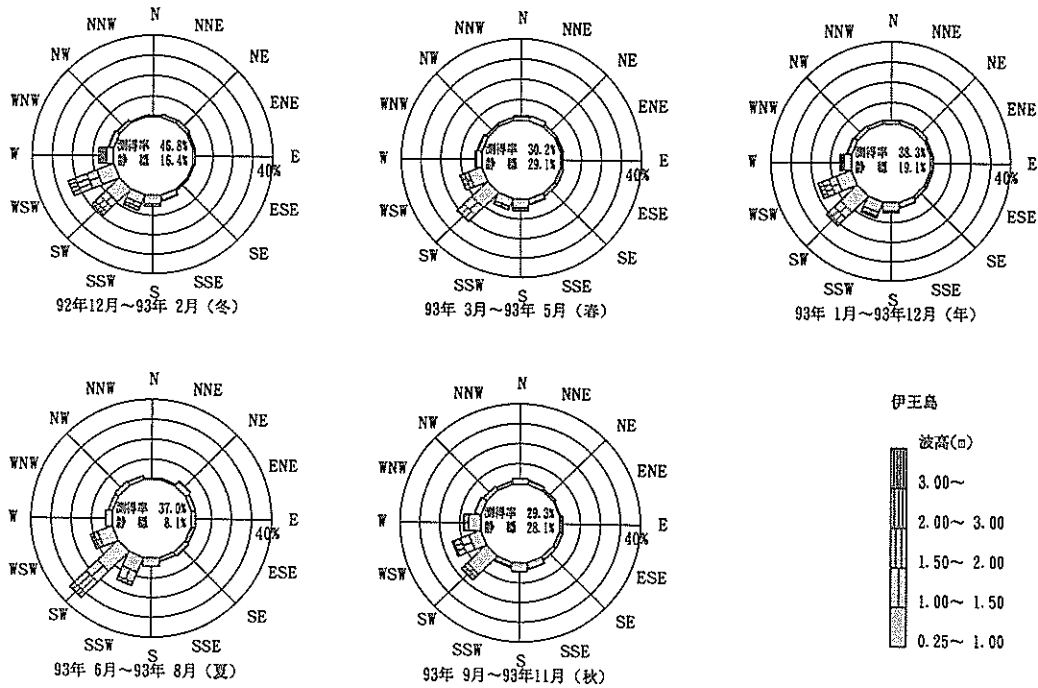 N
NNW
NNE
NW
NE
WNW
ENE
測得率 46.8%
静 穏 16.4%
W
E
40%
WSW
ESE
SW
SE
SSW
SSE
S
92年12月～93年 2月 (冬)
N
NNW
NNE
NW
NE
WNW
ENE
測得率 30.2%
静 穏 29.1%
W
E
40%
WSW
ESE
SW
SE
SSW
SSE
S
93年 3月～93年 5月 (春)
N
NNW
NNE
NW
NE
WNW
ENE
測得率 38.3%
静 穏 19.1%
W
E
40%
WSW
ESE
SW
SE
SSW
SSE
S
93年 1月～93年12月 (年)
N
NNW
NNE
NW
NE
WNW
ENE
測得率 37.0%
静 穏 8.1%
W
E
40%
WSW
ESE
SW
SE
SSW
SSE
S
93年 6月～93年 8月 (夏)
N
NNW
NNE
NW
NE
WNW
ENE
測得率 29.3%
静 穏 28.1%
W
E
40%
WSW
ESE
SW
SE
SSW
SSE
S
93年 9月～93年11月 (秋)
伊王島
波高(m)
3.00～
2.00～ 3.00
1.50～ 2.00
1.00～ 1.50
0.25～ 1.00